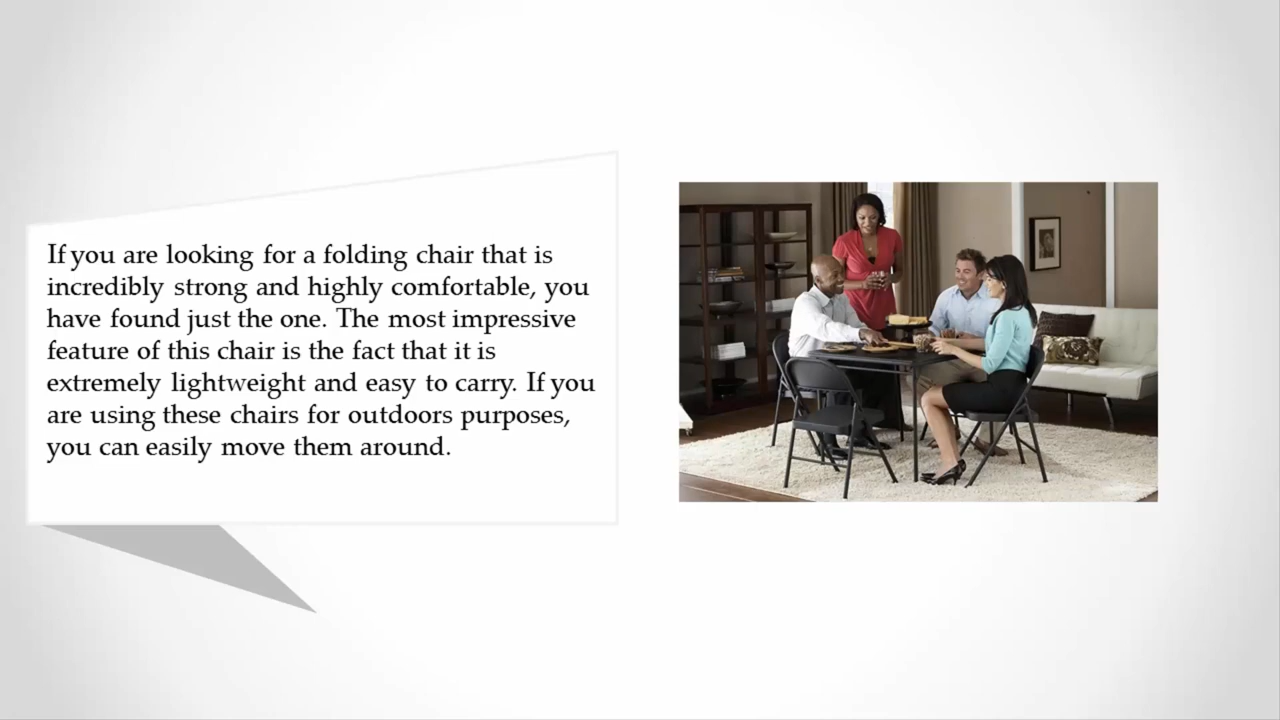 If you are looking for a folding chair that is
incredibly strong and highly comfortable, you
have found just the one. The most impressive
feature of this chair is the fact that it is
extremely lightweight and easy to carry. If you
are using these chairs for outdoors purposes,
you can easily move them around.